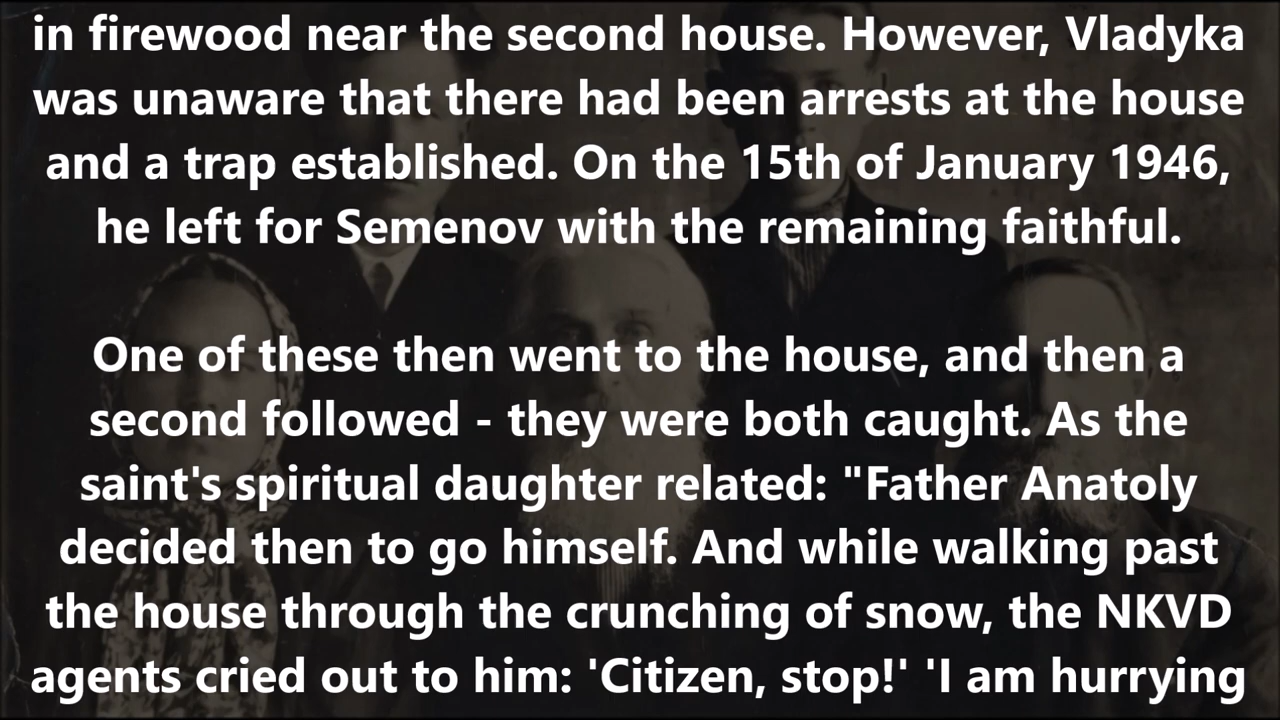 in firewood near the second house. However, Vladyka
was unaware that there had been arrests at the house
and a trap established. On the 15th of January 1946,
he left for Semenov with the remaining faithful.
One of these then went to the house, and then a
second followed - they were both caught. As the
saint's spiritual daughter related: "Father Anatoly
decided then to go himself. And while walking past
the house through the crunching of snow, the NKVD
agents cried out to him: 'Citizen, stop!' 'I am hurrying